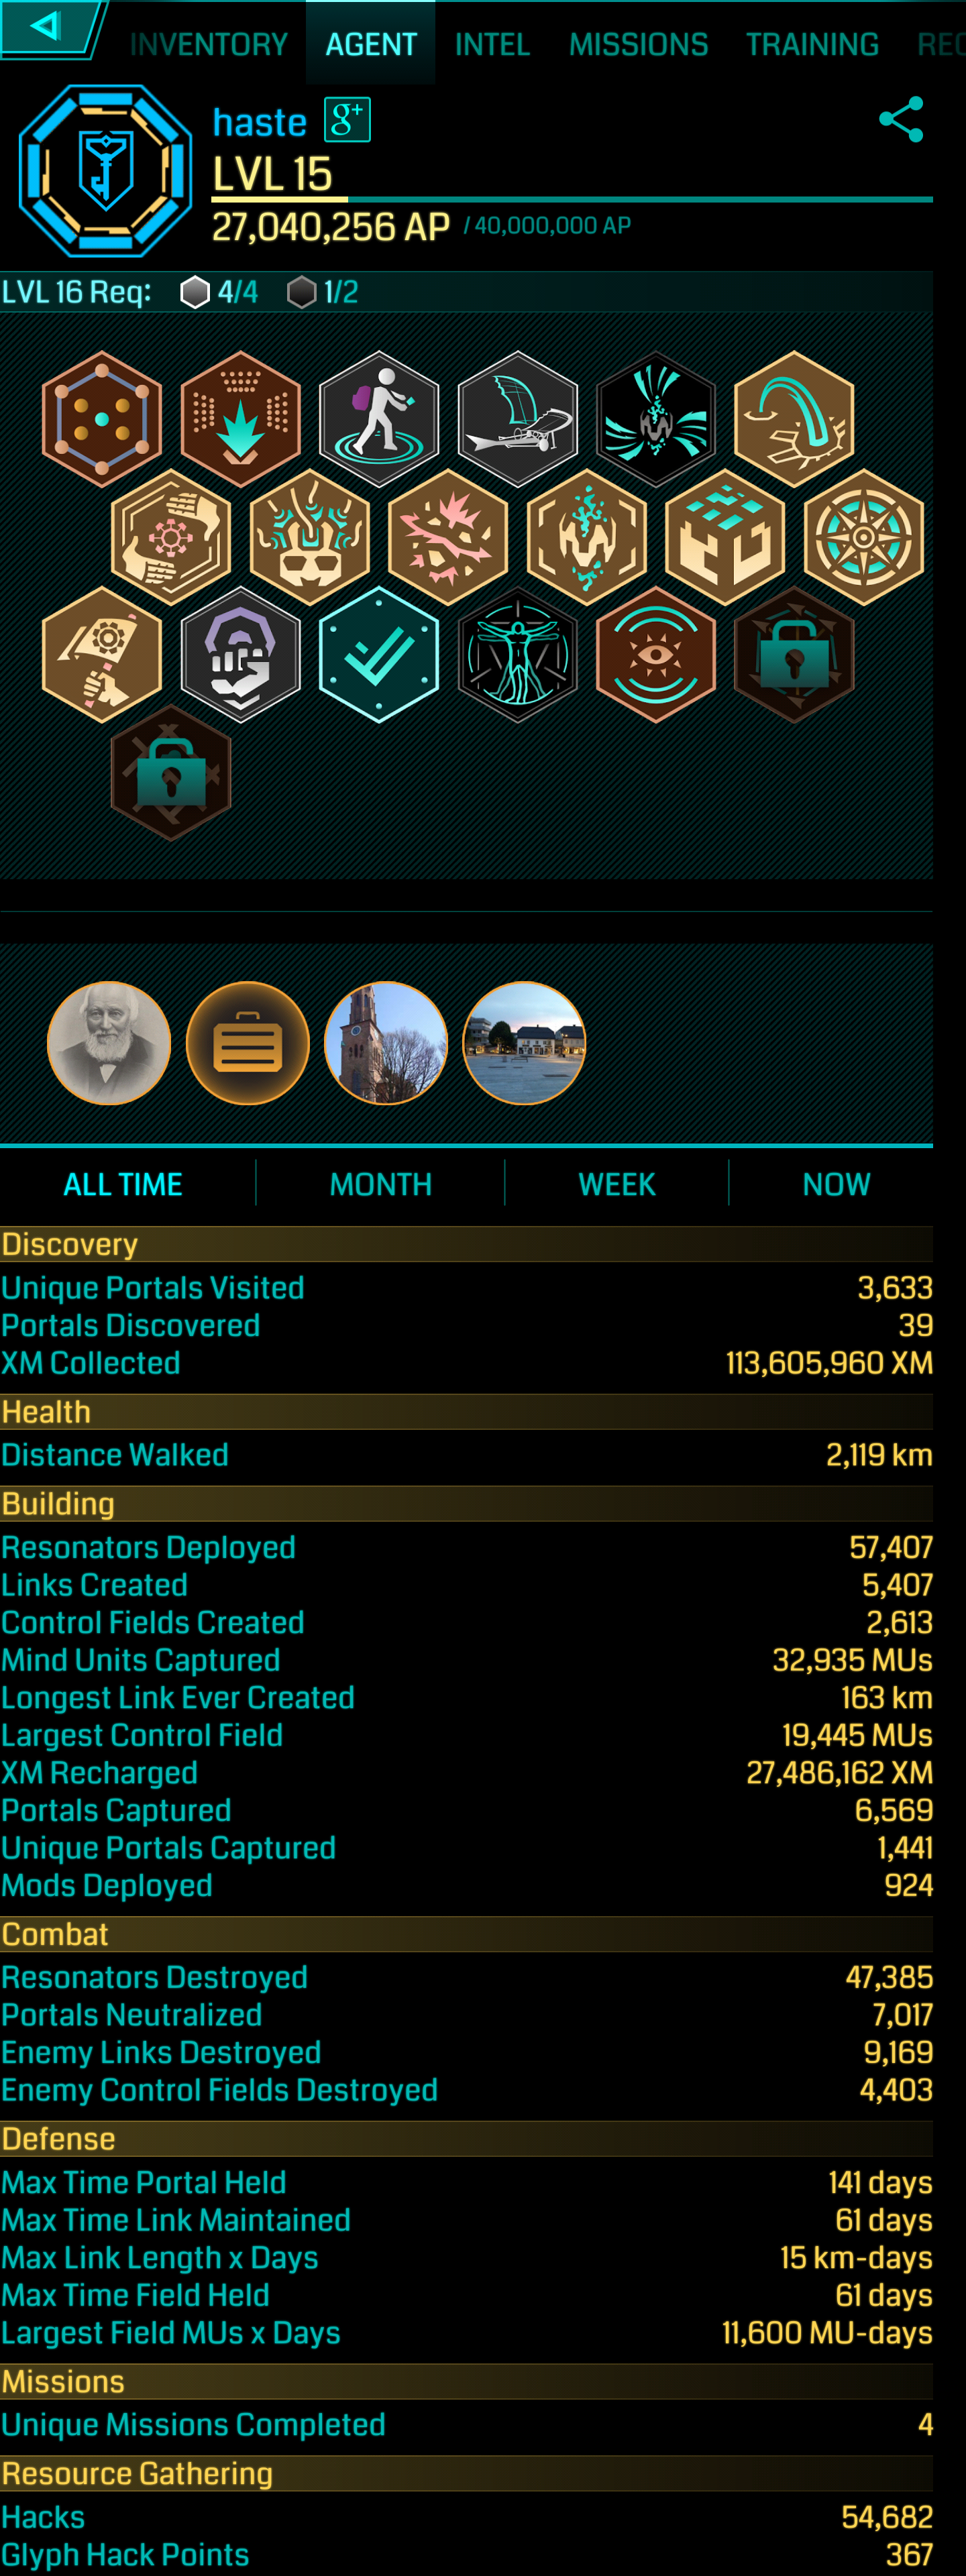 INVENTORY AGENT INTEL MISSIONS TRAINING REC
haste g+
LVL 15
27,040,256 AP / 40,000,000 AP
LVL 16 Req: 4/4 1/2
ALL TIME MONTH WEEK NOW
Discovery
Unique Portals Visited 3,633
Portals Discovered 39
XM Collected 113,605,960 XM
Health
Distance Walked 2,119 km
Building
Resonators Deployed 57,407
Links Created 5,407
Control Fields Created 2,613
Mind Units Captured 32,935 MUs
Longest Link Ever Created 163 km
Largest Control Field 19,445 MUs
XM Recharged 27,486,162 XM
Portals Captured 6,569
Unique Portals Captured 1,441
Mods Deployed 924
Combat
Resonators Destroyed 47,385
Portals Neutralized 7,017
Enemy Links Destroyed 9,169
Enemy Control Fields Destroyed 4,403
Defense
Max Time Portal Held 141 days
Max Time Link Maintained 61 days
Max Link Length x Days 15 km-days
Max Time Field Held 61 days
Largest Field MUs x Days 11,600 MU-days
Missions
Unique Missions Completed 4
Resource Gathering
Hacks 54,682
Glyph Hack Points 367